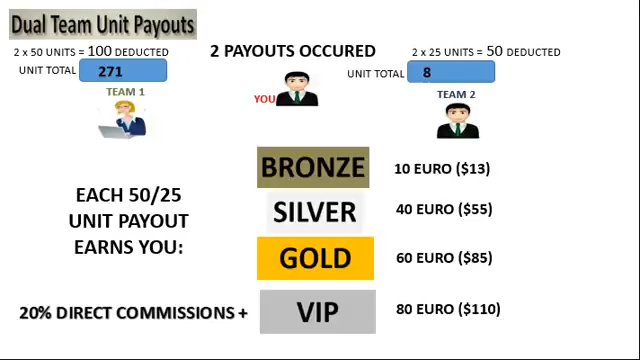 Dual Team Unit Payouts
2 x 50 UNITS = 100 DEDUCTED
UNIT TOTAL 271
TEAM 1
2 PAYOUTS OCCURED
YOU
2 x 25 UNITS = 50 DEDUCTED
UNIT TOTAL 8
TEAM 2
EACH 50/25
UNIT PAYOUT
EARNS YOU:
BRONZE 10 EURO ($13)
SILVER 40 EURO ($55)
GOLD 60 EURO ($85)
20% DIRECT COMMISSIONS + VIP 80 EURO ($110)